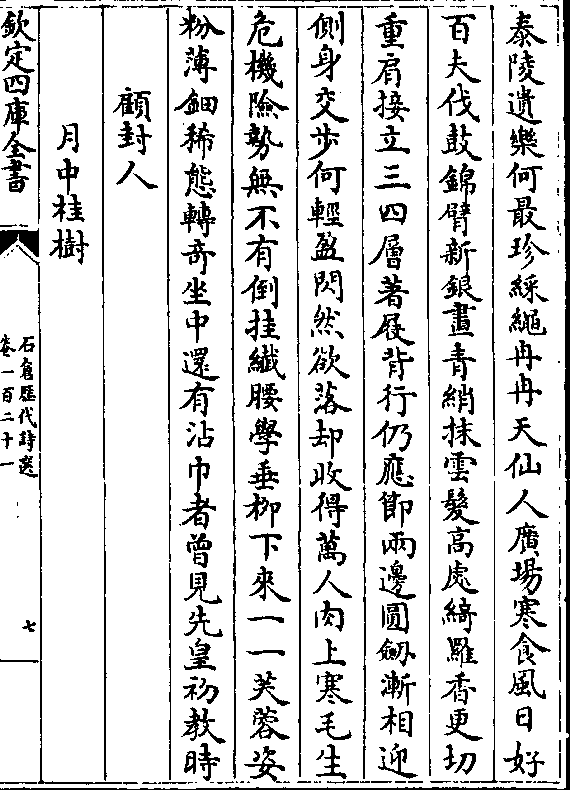 泰陵遺樂何最珍綵繩冉冉天仙人廣場寒食風日好
百夫伐鼓錦臂新銀畫青綃抹雲髮高處綺羅香更切
重肩接立三四層著屐背行仍應節兩邊圓劔漸相迎
側身交步何輕盈閃然欲落却收得萬人肉上寒毛生
危機險勢無不有倒挂纖腰學垂柳下來一一芙蓉姿
粉薄鈿稀態轉奇坐中還有沾巾者曾見先皇初教時
顧封人
月中桂樹
欽定四庫全書
石倉歷代詩選
卷一百二十一
七